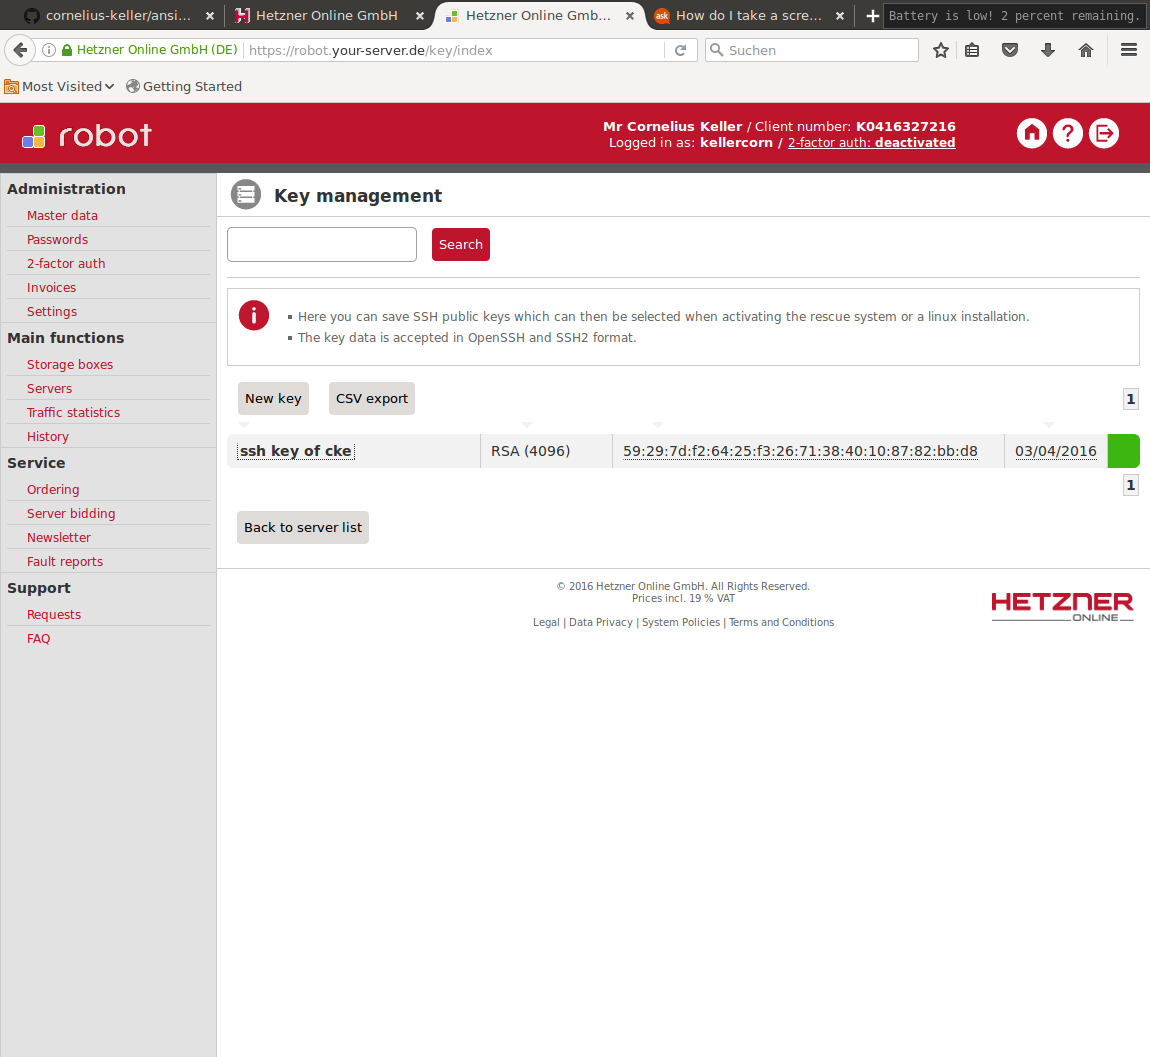 cornelius-keller/ansi...
Hetzner Online GmbH
Hetzner Online Gmb...
How do I take a scre...
Battery is low! 2 percent remaining.
Hetzner Online GmbH (DE)
https://robot.your-server.de/key/index
Suchen
Most Visited
Getting Started
robot
Mr Cornelius Keller / Client number: K0416327216
Logged in as: kellercorn / 2-factor auth: deactivated
Administration
Master data
Passwords
2-factor auth
Invoices
Settings
Main functions
Storage boxes
Servers
Traffic statistics
History
Service
Ordering
Server bidding
Newsletter
Fault reports
Support
Requests
FAQ
Key management
Search
Here you can save SSH public keys which can then be selected when activating the rescue system or a linux installation.
The key data is accepted in OpenSSH and SSH2 format.
New key
CSV export
1
ssh key of cke
RSA (4096)
59:29:7d:f2:64:25:f3:26:71:38:40:10:87:82:bb:d8
03/04/2016
1
Back to server list
© 2016 Hetzner Online GmbH. All Rights Reserved.
Prices incl. 19 % VAT
Legal | Data Privacy | System Policies | Terms and Conditions
HETZNER
ONLINE